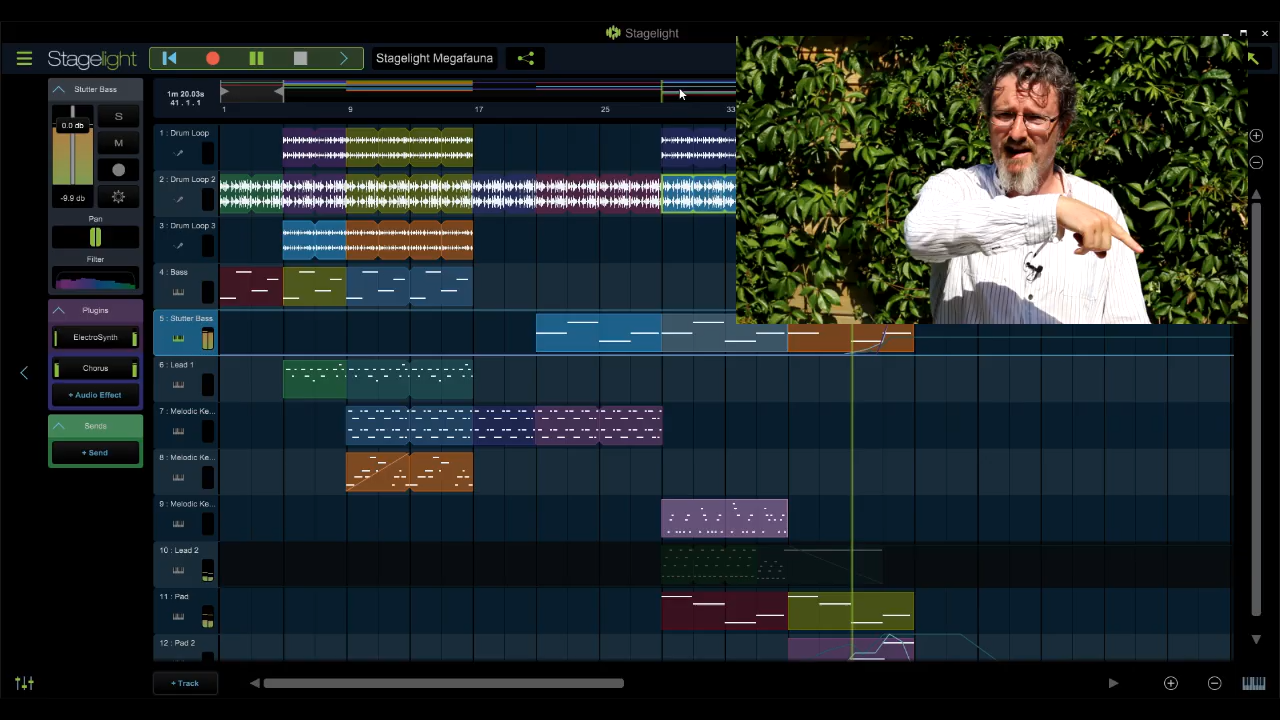 Stagelight
Stagelight
Stagelight Megafauna
Stutter Bass
1m 20.03s
41 . 1 . 1
1
9
17
25
33
0.0 db
S
M
-9.9 db
Pan
Filter
Plugins
ElectroSynth
Chorus
+ Audio Effect
Sends
+ Send
1 : Drum Loop
2 : Drum Loop 2
3 : Drum Loop 3
4 : Bass
5 : Stutter Bass
6 : Lead 1
7 : Melodic Ke...
8 : Melodic Ke...
9 : Melodic Ke...
10 : Lead 2
11 : Pad
12 : Pad 2
+ Track